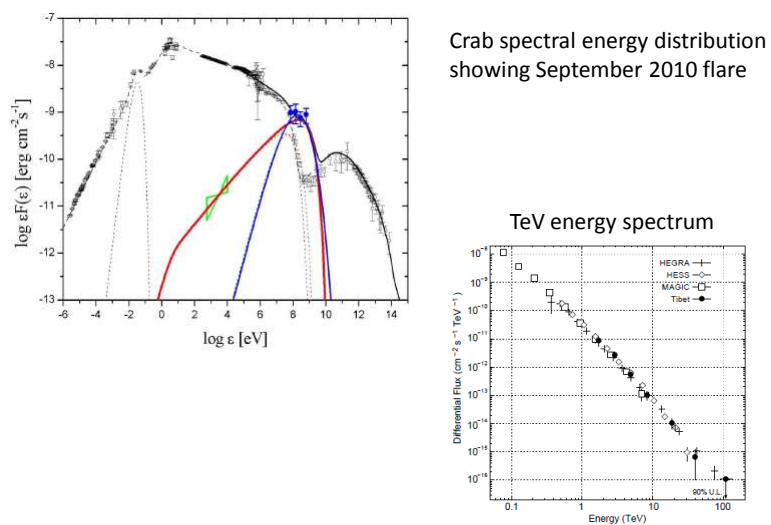 Crab spectral energy distribution
showing September 2010 flare
-7
-8
-9
-10
-11
-12
-13
log εF(ε) [erg cm⁻²s⁻¹]
-6 -4 -2 0 2 4 6 8 10 12 14
log ε [eV]
TeV energy spectrum
HEGRA
HESS
MAGIC
Tibet
10⁻⁸
10⁻⁹
10⁻¹⁰
10⁻¹¹
10⁻¹²
10⁻¹³
10⁻¹⁴
10⁻¹⁵
10⁻¹⁶
Differential Flux (cm⁻² s⁻¹ TeV⁻¹)
90% U.L
0.1 1 10 100
Energy (TeV)